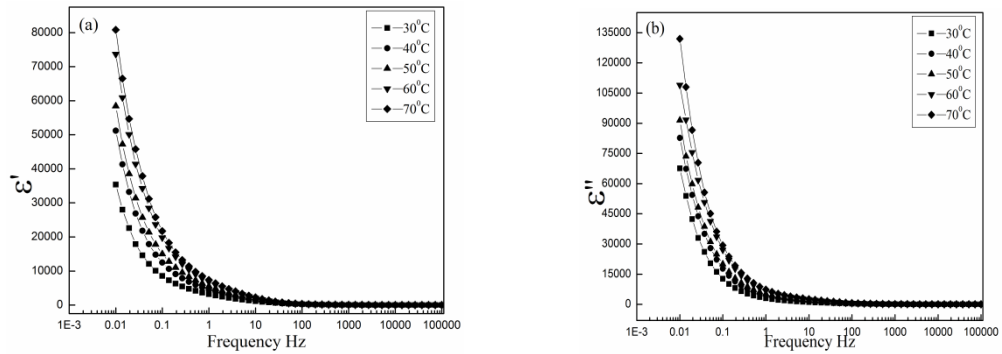 (a)
30⁰C
40⁰C
50⁰C
60⁰C
70⁰C
80000
70000
60000
50000
40000
30000
20000
10000
0
ε'
1E-3 0.01 0.1 1 10 100 1000 10000 100000
Frequency Hz
(b)
30⁰C
40⁰C
50⁰C
60⁰C
70⁰C
135000
120000
105000
90000
75000
60000
45000
30000
15000
0
ε"
1E-3 0.01 0.1 1 10 100 1000 10000 100000
Frequency Hz